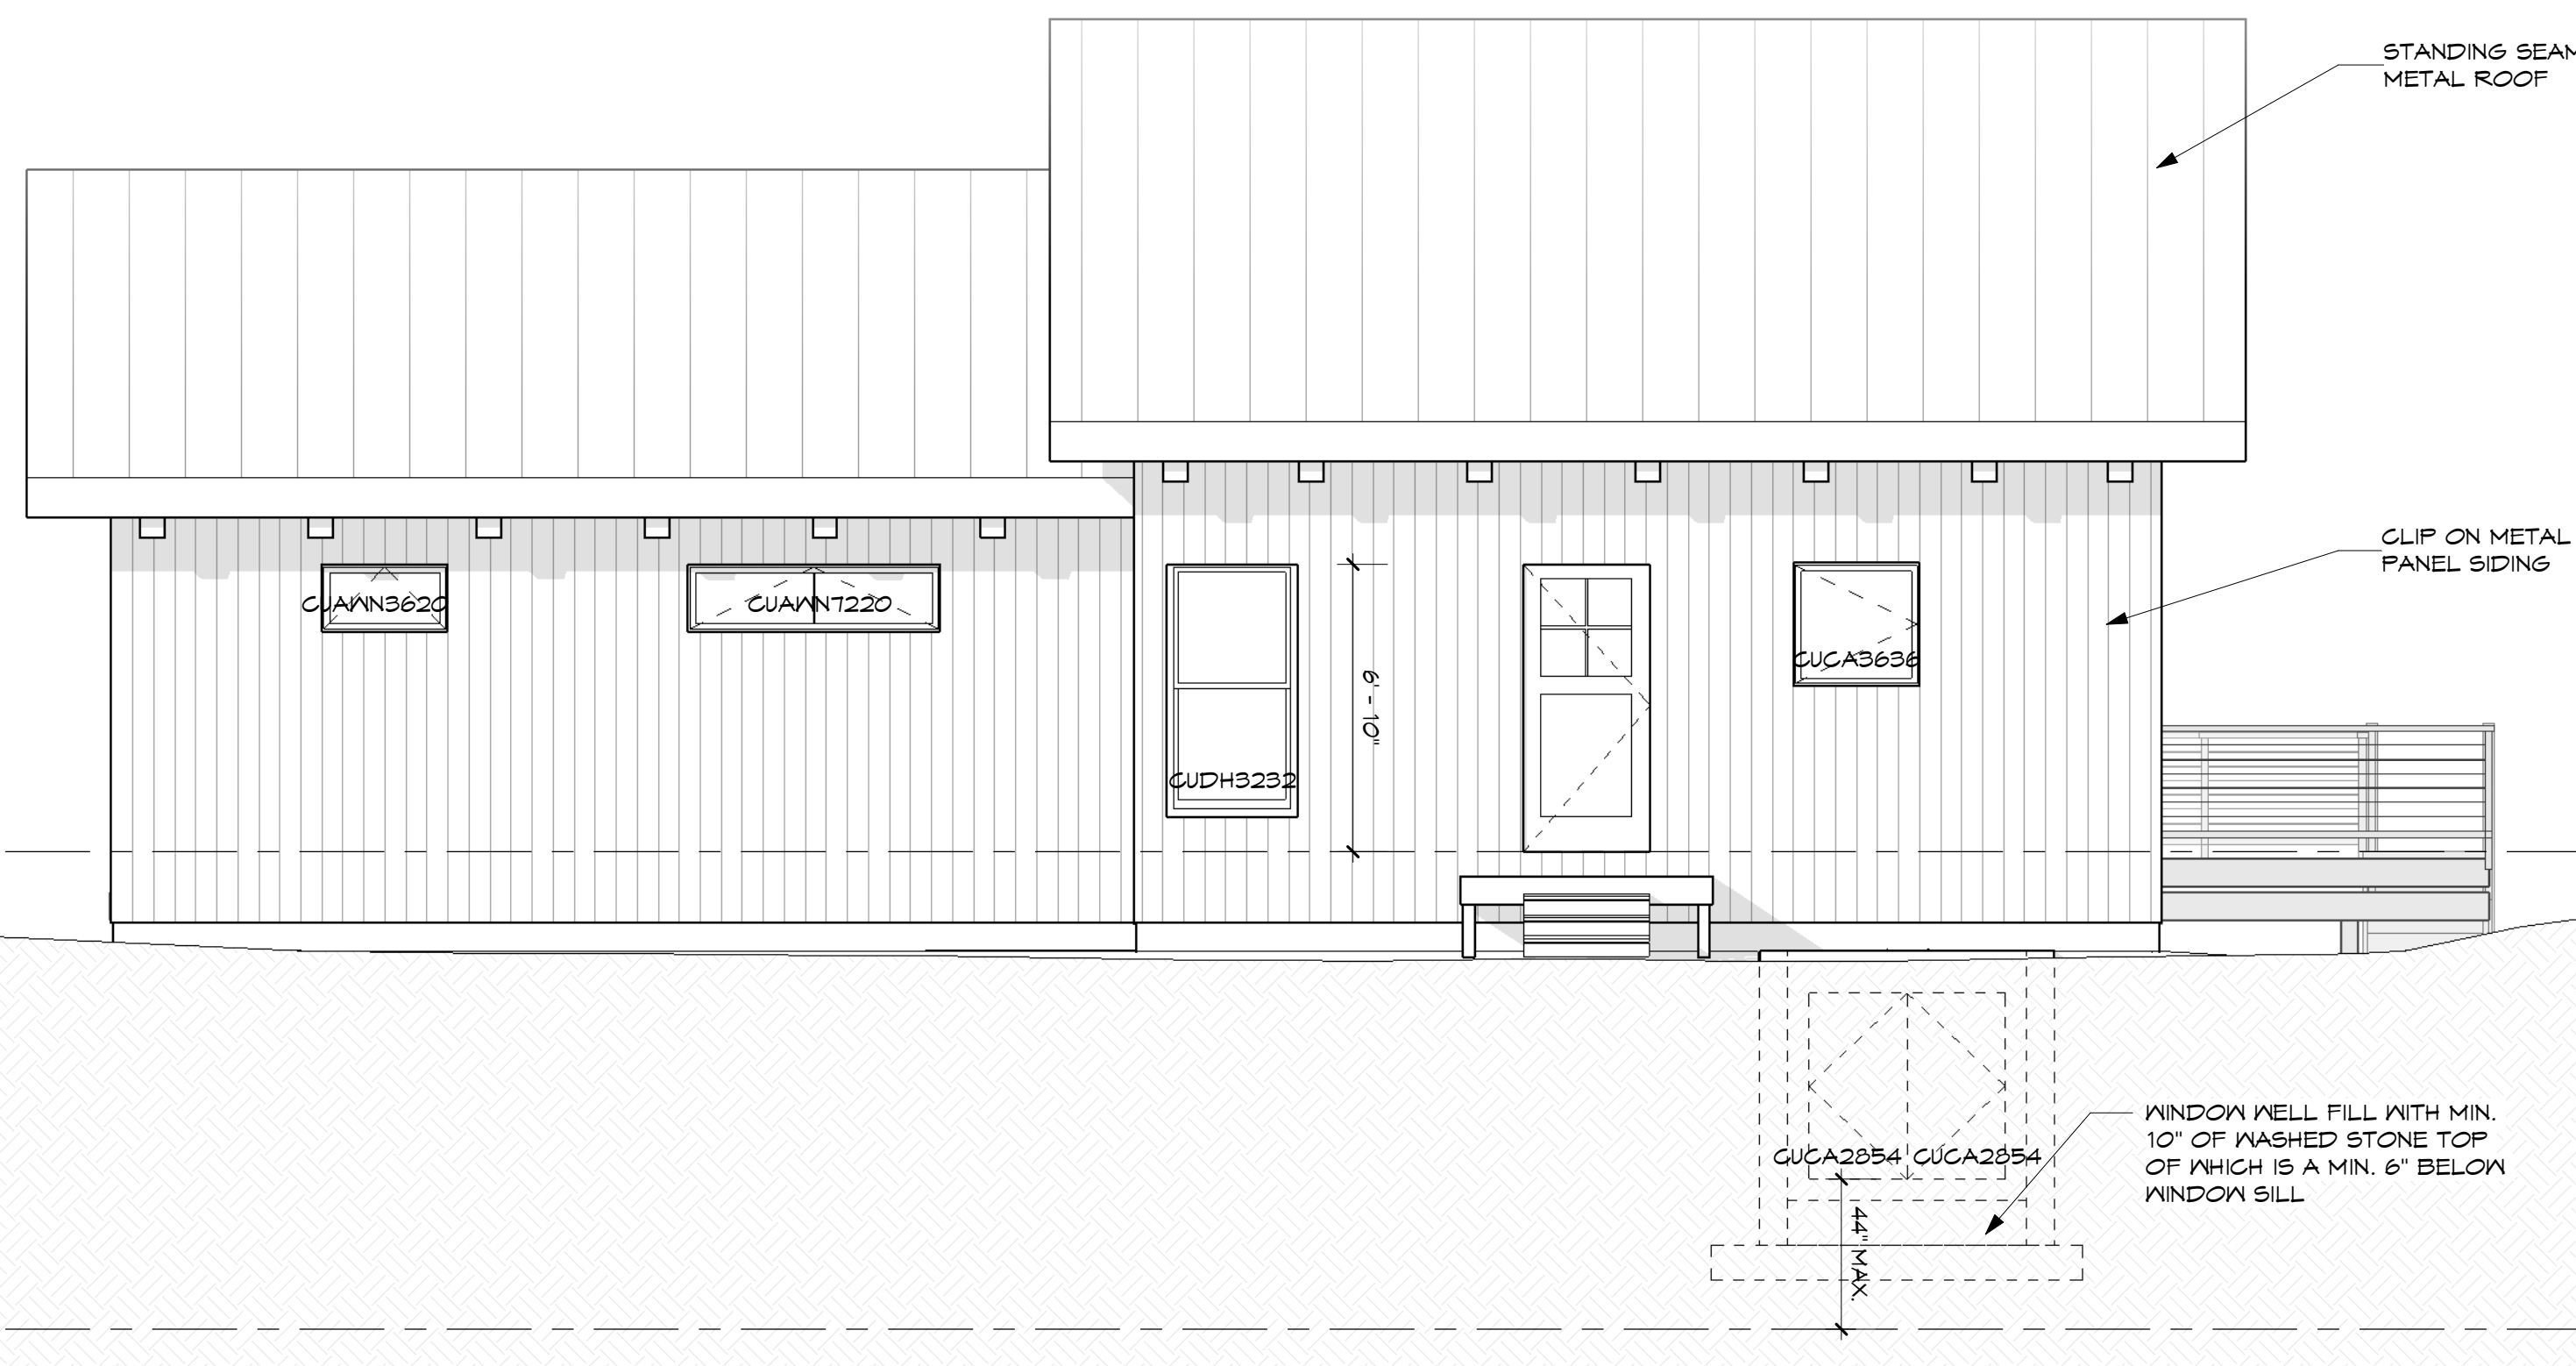 STANDING SEAM
METAL ROOF
CLIP ON METAL
PANEL SIDING
CUAWN3620
CUAWN7220
CUDH3232
6' - 10"
CUCA3636
CUCA2854 CUCA2854
44" MAX.
WINDOW WELL FILL WITH MIN.
10" OF WASHED STONE TOP
OF WHICH IS A MIN. 6" BELOW
WINDOW SILL